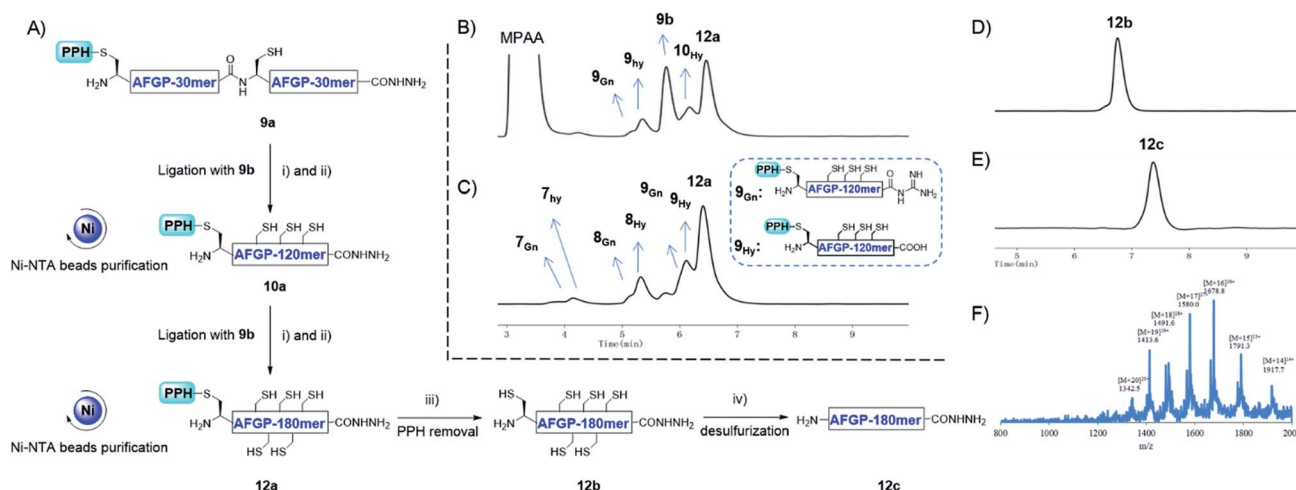 A)
PPH
S
SH
O
H₂N
AFGP-30mer
N
H
AFGP-30mer
CONHNH₂
9a
Ligation with 9b
i) and ii)
Ni
Ni-NTA beads purification
PPH
S
SH SH SH
H₂N
AFGP-120mer
CONHNH₂
10a
Ligation with 9b
i) and ii)
Ni
Ni-NTA beads purification
PPH
S
SH SH SH
H₂N
AFGP-180mer
CONHNH₂
HS HS
12a
iii)
PPH removal
HS
SH SH SH
H₂N
AFGP-180mer
CONHNH₂
HS HS
12b
iv)
desulfurization
H₂N
AFGP-180mer
CONHNH₂
12c
B)
MPAA
9Gn
9hy
9b
10Hy
12a
C)
7Gn
7hy
8Gn
8Hy
9Gn
9Hy
12a
3 4 5 6 7 8 9
Time(min)
9Gn:
PPH
S
SH SH SH
O
NH
H₂N
AFGP-120mer
N
H
NH₂
9Hy:
PPH
S
SH SH SH
H₂N
AFGP-120mer
COOH
D)
12b
E)
12c
5 6 7 8 9
Time(min)
F)
[M+20]20+
1342.5
[M+19]19+
1413.6
[M+18]18+
1491.6
[M+17]17+
1580.0
[M+16]16+
1678.8
[M+15]15+
1791.3
[M+14]14+
1917.7
800 1000 1200 1400 1600 1800 200
m/z